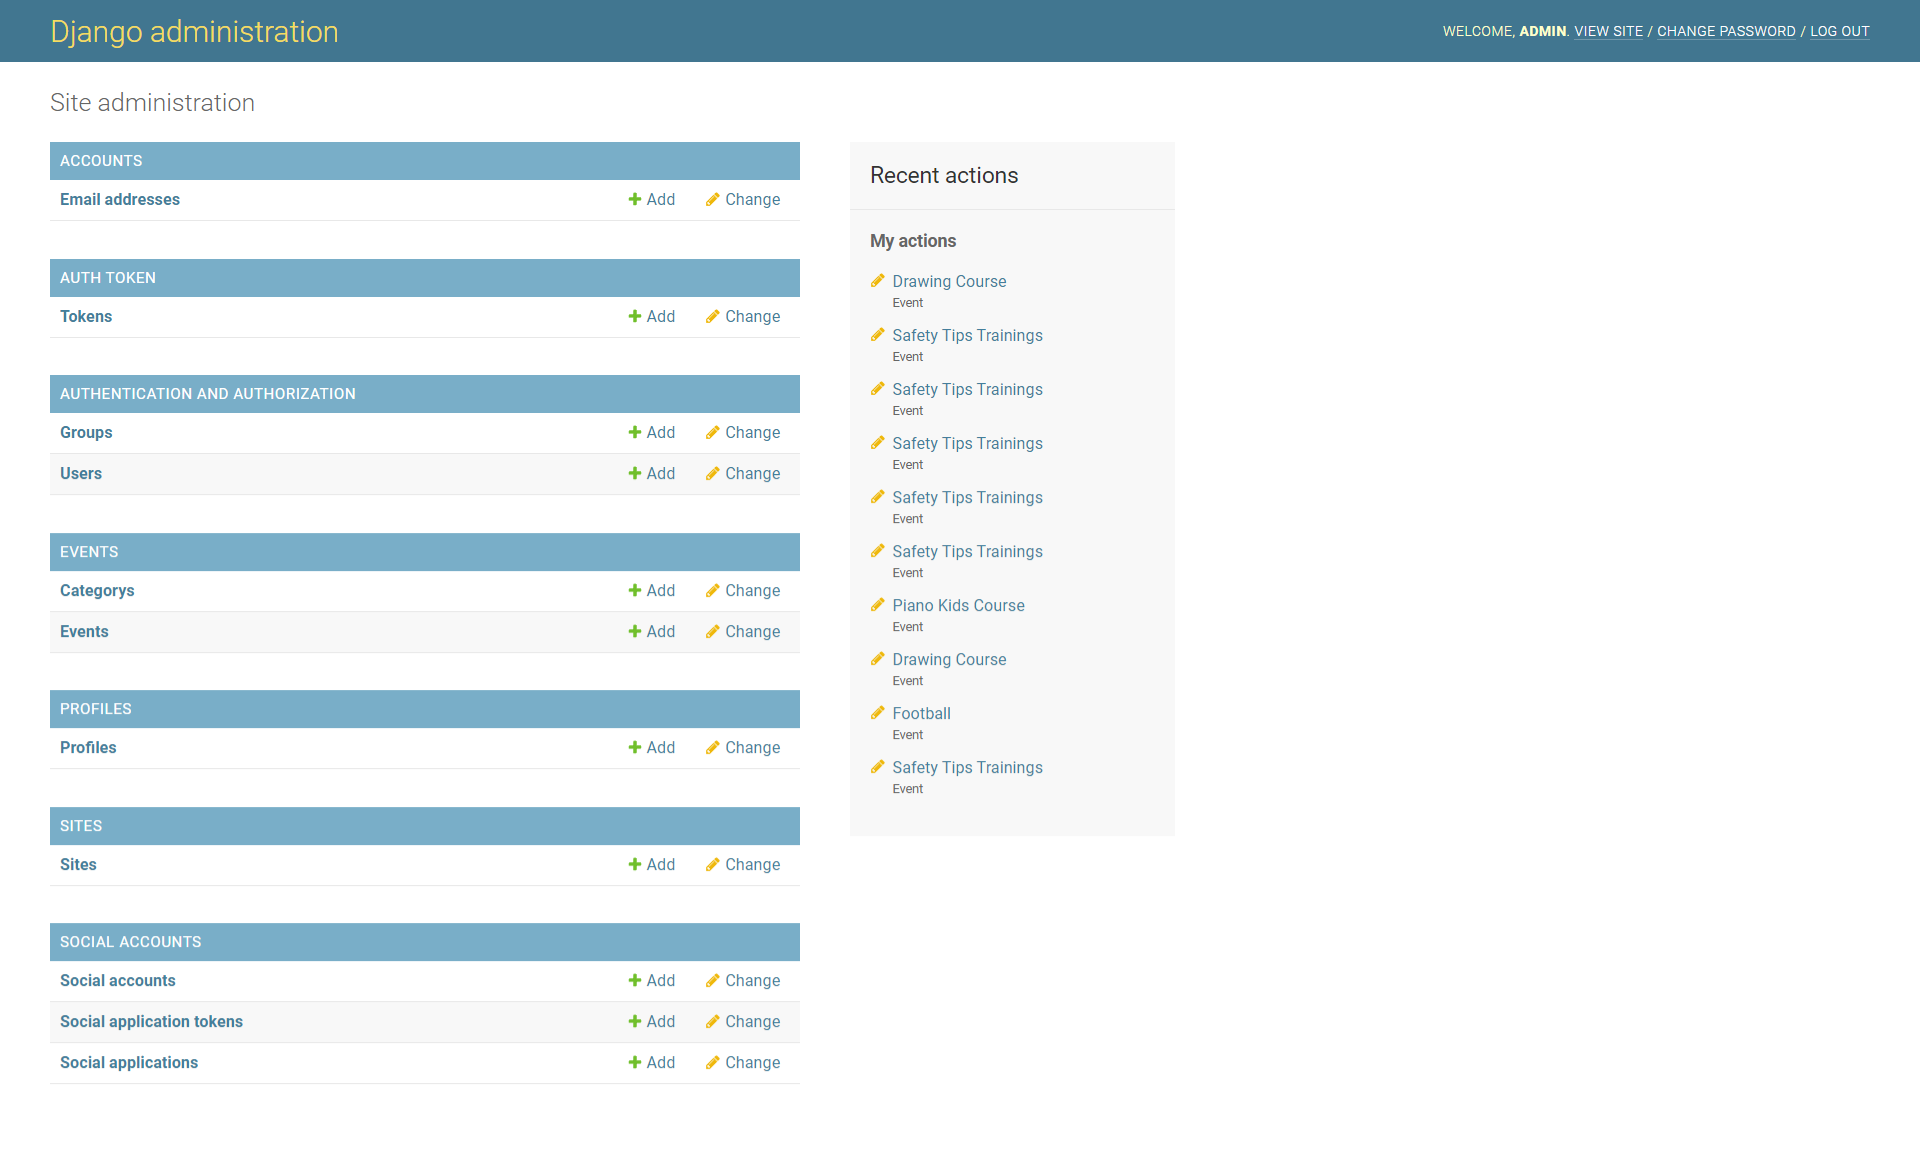 Django administration
WELCOME, ADMIN. VIEW SITE / CHANGE PASSWORD / LOG OUT
Site administration
ACCOUNTS
Email addresses Add Change
AUTH TOKEN
Tokens Add Change
AUTHENTICATION AND AUTHORIZATION
Groups Add Change
Users Add Change
EVENTS
Categorys Add Change
Events Add Change
PROFILES
Profiles Add Change
SITES
Sites Add Change
SOCIAL ACCOUNTS
Social accounts Add Change
Social application tokens Add Change
Social applications Add Change
Recent actions
My actions
Drawing Course
Event
Safety Tips Trainings
Event
Safety Tips Trainings
Event
Safety Tips Trainings
Event
Safety Tips Trainings
Event
Safety Tips Trainings
Event
Piano Kids Course
Event
Drawing Course
Event
Football
Event
Safety Tips Trainings
Event